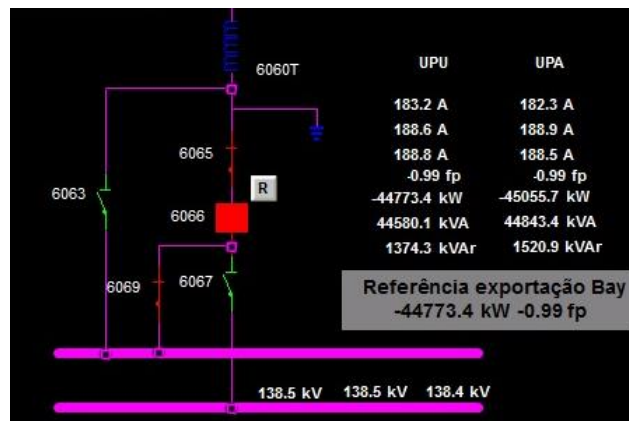 6060T
UPU UPA
183.2 A 182.3 A
188.6 A 188.9 A
6065
188.8 A 188.5 A
-0.99 fp -0.99 fp
R
6063
-44773.4 kW -45055.7 kW
6066
44580.1 kVA 44843.4 kVA
1374.3 kVAr 1520.9 kVAr
6069
6067
Referência exportação Bay
-44773.4 kW -0.99 fp
138.5 kV 138.5 kV 138.4 kV